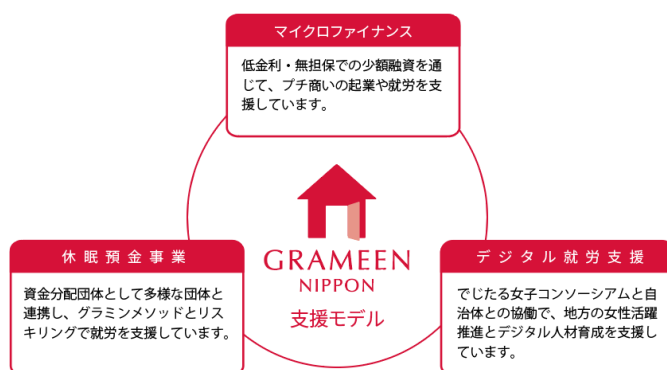 マイクロファイナンス
低金利・無担保での少額融資を通
じて、プチ商いの起業や就労を支
援しています。
GRAMEEN
NIPPON
支援モデル
休眠預金事業
資金分配団体として多様な団体と
連携し、グラミンメソッドとリス
キリングで就労を支援しています。
デジタル就労支援
でじたる女子コンソーシアムと自
治体との協働で、地方の女性活躍
推進とデジタル人材育成を支援し
ています。